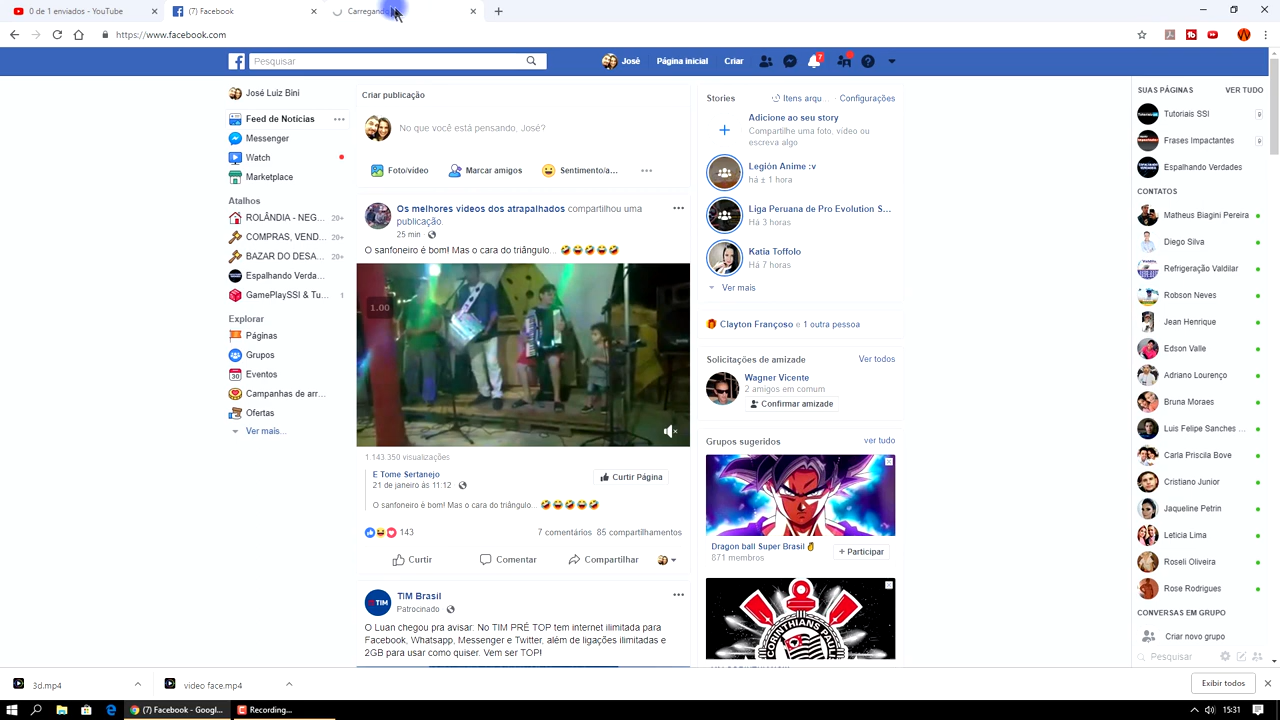 0 de 1 enviados - YouTube
(7) Facebook
Carregando
https://www.facebook.com
Pesquisar
José
Página inicial
Criar
7
José Luiz Bini
Feed de Notícias
Messenger
Watch
Marketplace
Atalhos
ROLÂNDIA - NEG... 20+
COMPRAS, VEND... 20+
BAZAR DO DESA... 20+
Espalhando Verda...
GamePlaySSI & Tu... 1
Explorar
Páginas
Grupos
30 Eventos
Campanhas de arr...
Ofertas
Ver mais...
Criar publicação
No que você está pensando, José?
Foto/vídeo
Marcar amigos
Sentimento/a...
Os melhores vídeos dos atrapalhados compartilhou uma
publicação.
25 min
O sanfoneiro é bom! Mas o cara do triângulo... 🤣😂🤣😂🤣
1.00
1.143.350 visualizações
E Tome Sertanejo
21 de janeiro às 11:12
Curtir Página
O sanfoneiro é bom! Mas o cara do triângulo... 🤣😂🤣😂🤣
143
7 comentários 85 compartilhamentos
Curtir
Comentar
Compartilhar
TIM
TIM Brasil
Patrocinado
O Luan chegou pra avisar: No TIM PRÉ TOP tem internet ilimitada para
Facebook, Whatsapp, Messenger e Twitter, além de ligações ilimitadas e
2GB para usar como quiser. Vem ser TOP!
Stories
Itens arqu...
Configurações
Adicione ao seu story
Compartilhe uma foto, vídeo ou
escreva algo
Legión Anime :v
há ± 1 hora
Liga Peruana de Pro Evolution S...
Há 3 horas
Katia Toffolo
Há 7 horas
Ver mais
Clayton Françoso e 1 outra pessoa
Solicitações de amizade
Ver todos
Wagner Vicente
2 amigos em comum
Confirmar amizade
Grupos sugeridos
ver tudo
Dragon ball Super Brasil
871 membros
+ Participar
SUAS PÁGINAS
VER TUDO
Tutoriais SSI
Frases Impactantes
Espalhando Verdades
CONTATOS
Matheus Biagini Pereira
Diego Silva
Refrigeração Valdilar
Robson Neves
Jean Henrique
Edson Valle
Adriano Lourenço
Bruna Moraes
Luis Felipe Sanches ...
Carla Priscila Bove
Cristiano Junior
Jaqueline Petrin
Leticia Lima
Roseli Oliveira
Rose Rodrigues
CONVERSAS EM GRUPO
Criar novo grupo
Pesquisar
3d.mp4
video face.mp4
Exibir todos
(7) Facebook - Googl...
Recording...
15:31